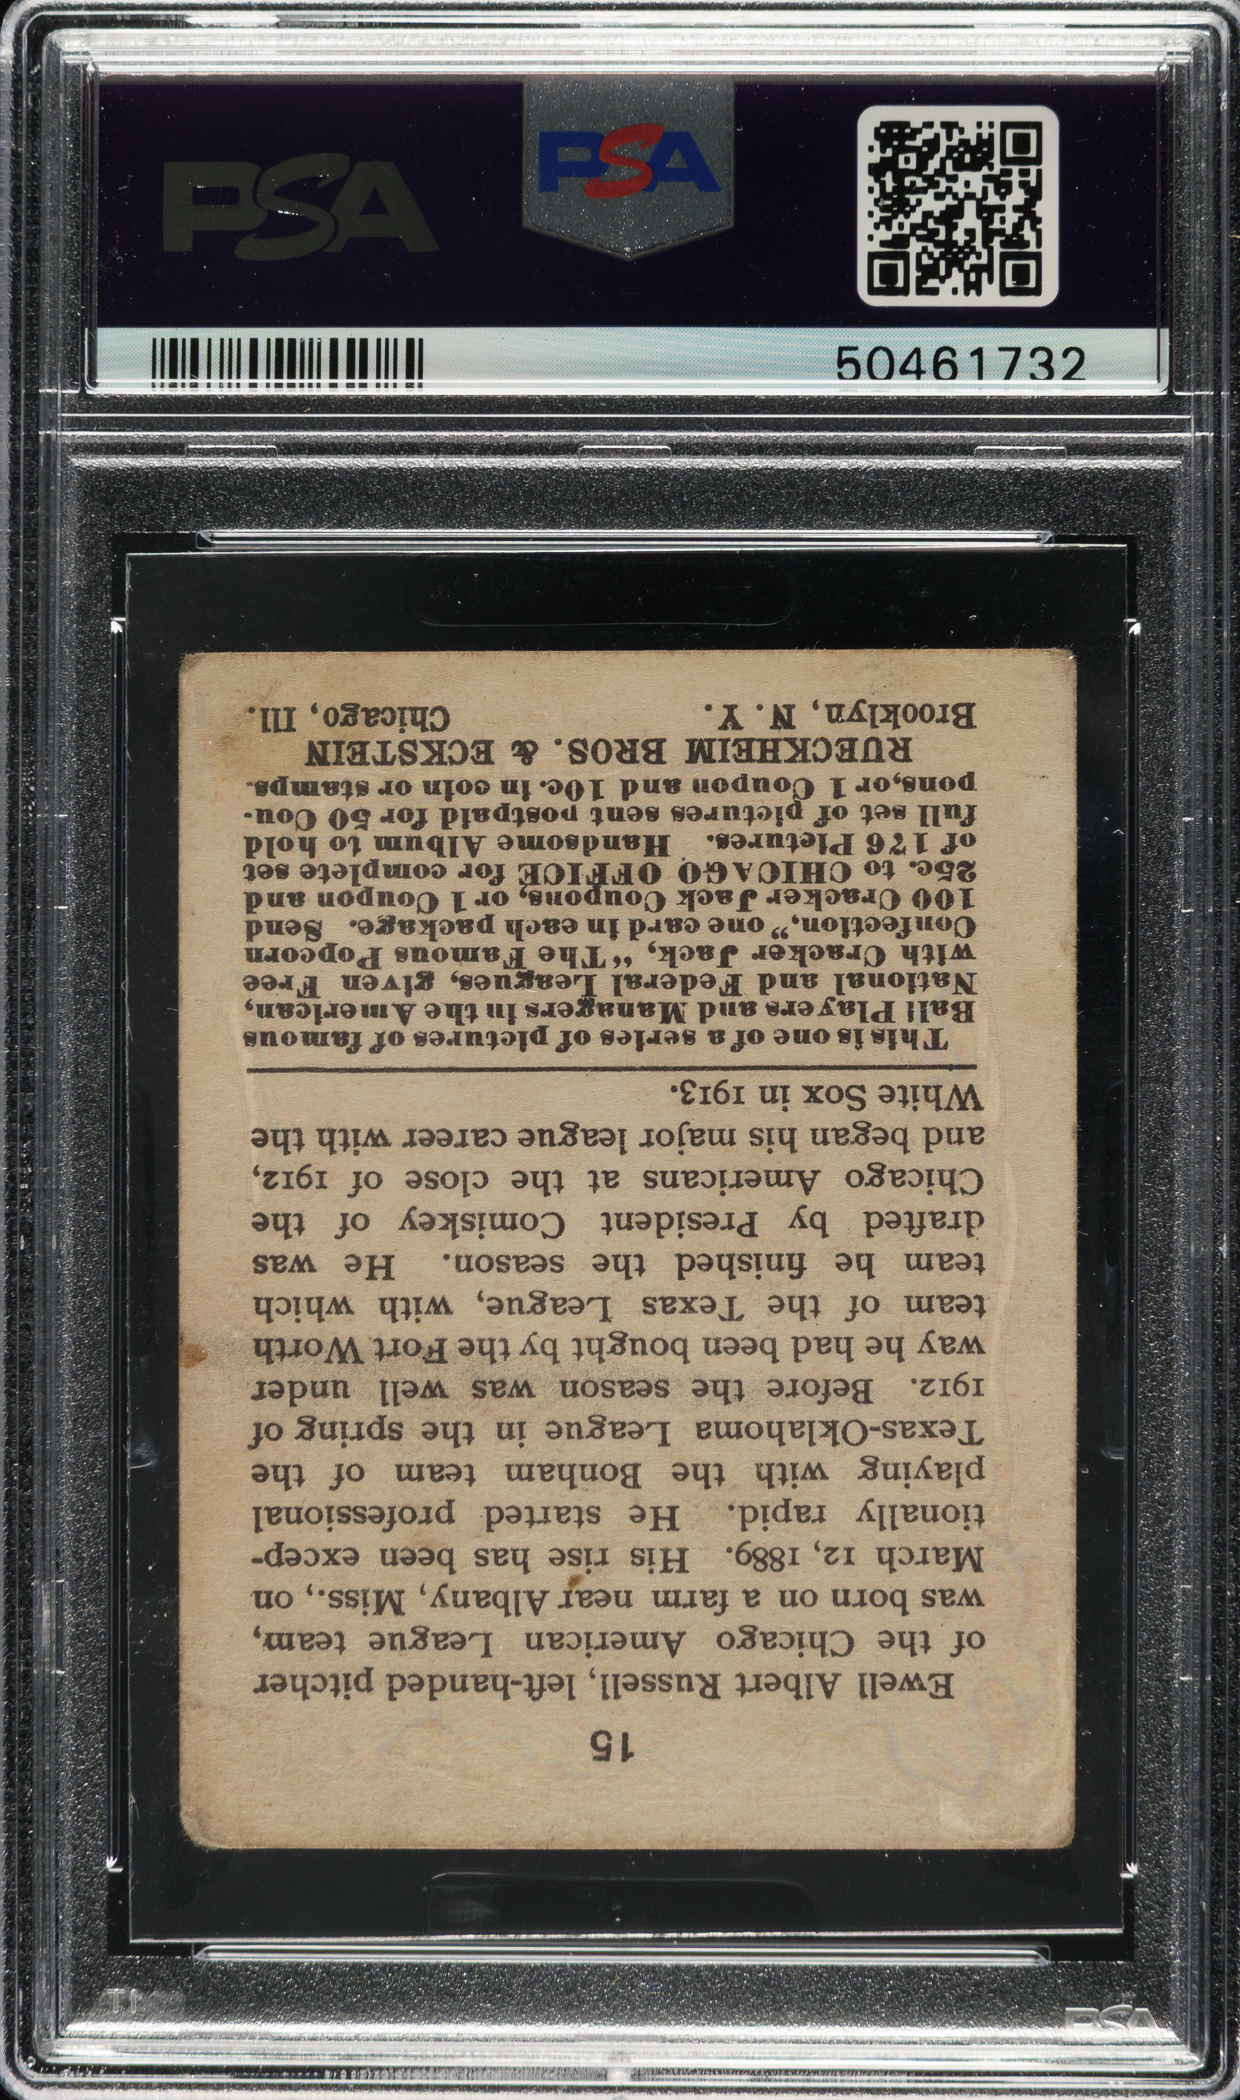 PSA
PSA
50461732
15
Ewell Albert Russell, left-handed pitcher
of the Chicago American League team,
was born on a farm near Albany, Miss., on
March 12, 1889. His rise has been excep-
tionally rapid. He started professional
playing with the Bonham team of the
Texas-Oklahoma League in the spring of
1912. Before the season was well under
way he had been bought by the Fort Worth
team of the Texas League, with which
team he finished the season. He was
drafted by President Comiskey of the
Chicago Americans at the close of 1912,
and began his major league career with the
White Sox in 1913.
This is one of a series of pictures of famous
Ball Players and Managers in the American,
National and Federal Leagues, given Free
with Cracker Jack, “The Famous Popcorn
Confection,” one card in each package. Send
100 Cracker Jack Coupons, or 1 Coupon and
25c. to CHICAGO OFFICE for complete set
of 176 Pictures. Handsome Album to hold
full set of pictures sent postpaid for 50 Cou-
pons, or 1 Coupon and 10c. in coin or stamps.
RUECKHEIM BROS. & ECKSTEIN
Brooklyn, N. Y. Chicago, Ill.
PSA